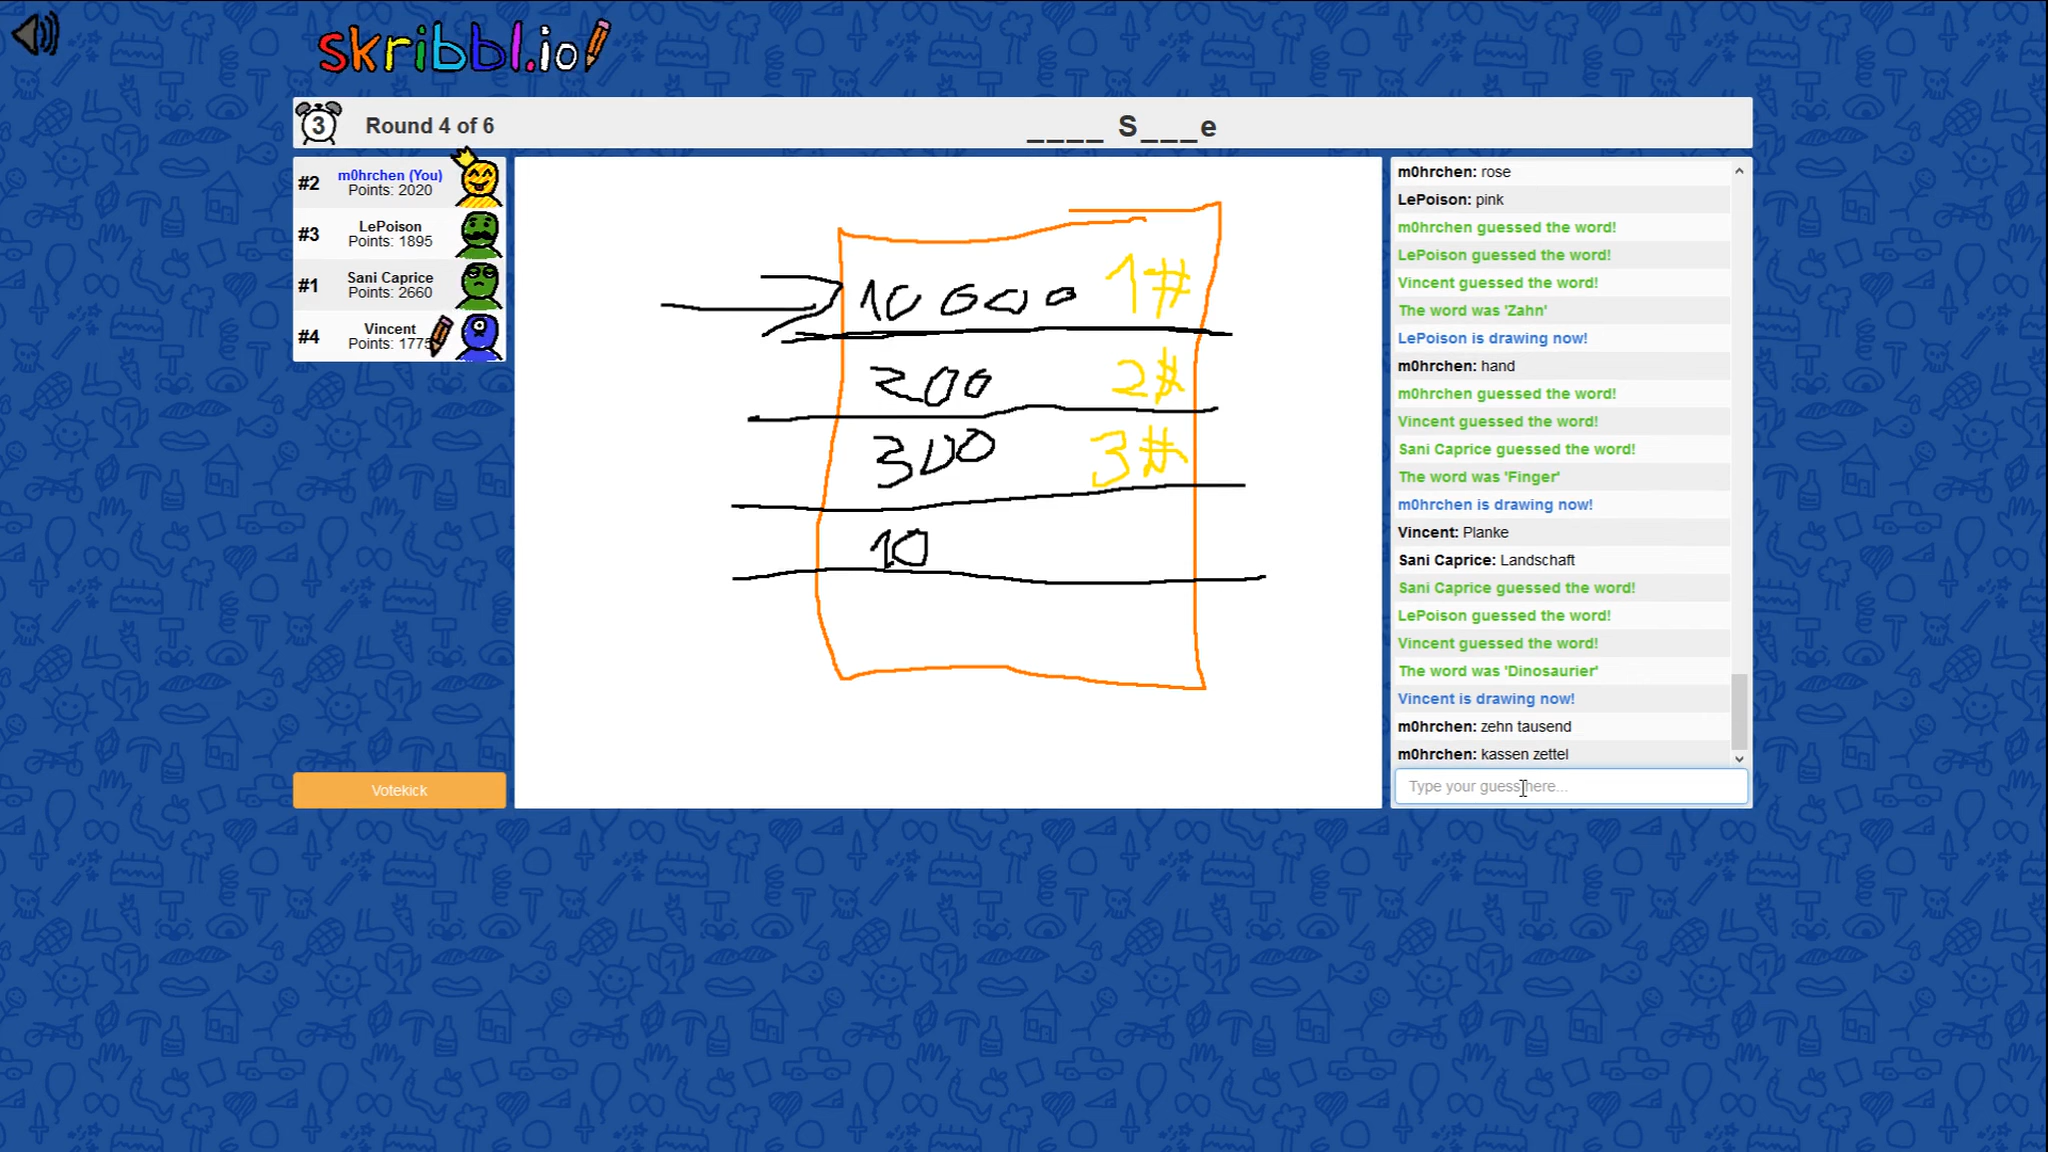 skribbl.io
3
Round 4 of 6
____ S___e
#2
m0hrchen (You)
Points: 2020
#3
LePoison
Points: 1895
#1
Sani Caprice
Points: 2660
#4
Vincent
Points: 1775
Votekick
10 000 1#
200 2#
300 3#
10
m0hrchen: rose
LePoison: pink
m0hrchen guessed the word!
LePoison guessed the word!
Vincent guessed the word!
The word was 'Zahn'
LePoison is drawing now!
m0hrchen: hand
m0hrchen guessed the word!
Vincent guessed the word!
Sani Caprice guessed the word!
The word was 'Finger'
m0hrchen is drawing now!
Vincent: Planke
Sani Caprice: Landschaft
Sani Caprice guessed the word!
LePoison guessed the word!
Vincent guessed the word!
The word was 'Dinosaurier'
Vincent is drawing now!
m0hrchen: zehn tausend
m0hrchen: kassen zettel
Type your guess here...